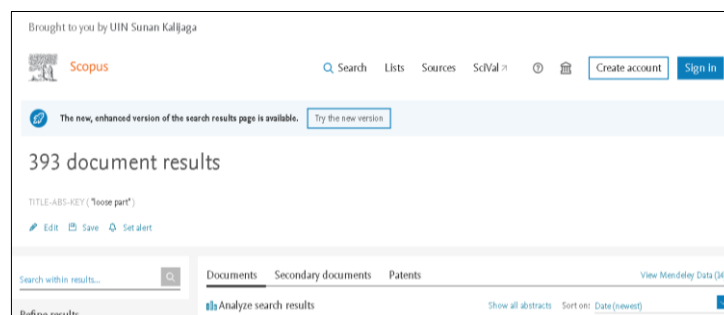 Brought to you by UIN Sunan Kalijaga
Scopus
Search Lists Sources SciVal Create account Sign in
The new, enhanced version of the search results page is available. Try the new version
393 document results
TITLE-ABS-KEY ( "loose part" )
Edit Save Set alert
Search within results... Documents Secondary documents Patents View Mendeley Data
Refine results Analyze search results Show all abstracts Sort on: Date (newest)